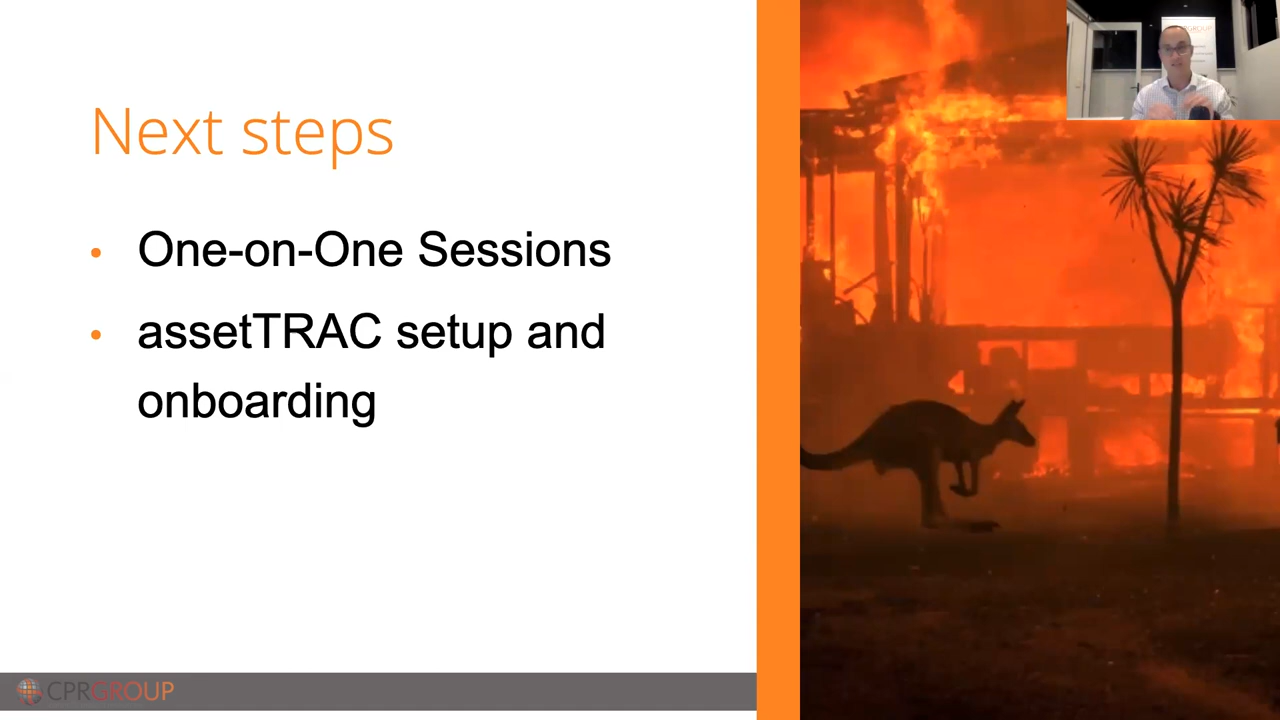 Next steps
• One-on-One Sessions
• assetTRAC setup and
onboarding
CPRGROUP